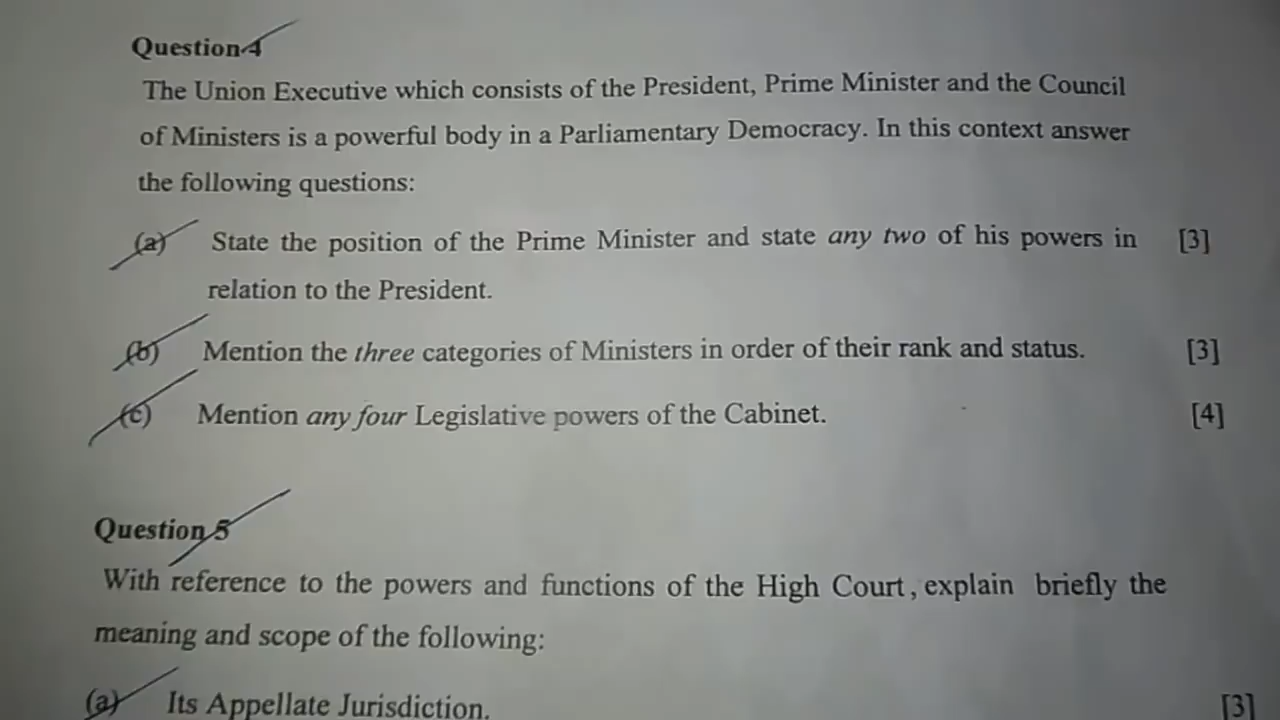 Question 4
The Union Executive which consists of the President, Prime Minister and the Council
of Ministers is a powerful body in a Parliamentary Democracy. In this context answer
the following questions:
(a) State the position of the Prime Minister and state any two of his powers in [3]
relation to the President.
(b) Mention the three categories of Ministers in order of their rank and status. [3]
(c) Mention any four Legislative powers of the Cabinet. [4]
Question 5
With reference to the powers and functions of the High Court, explain briefly the
meaning and scope of the following:
(a) Its Appellate Jurisdiction. [3]